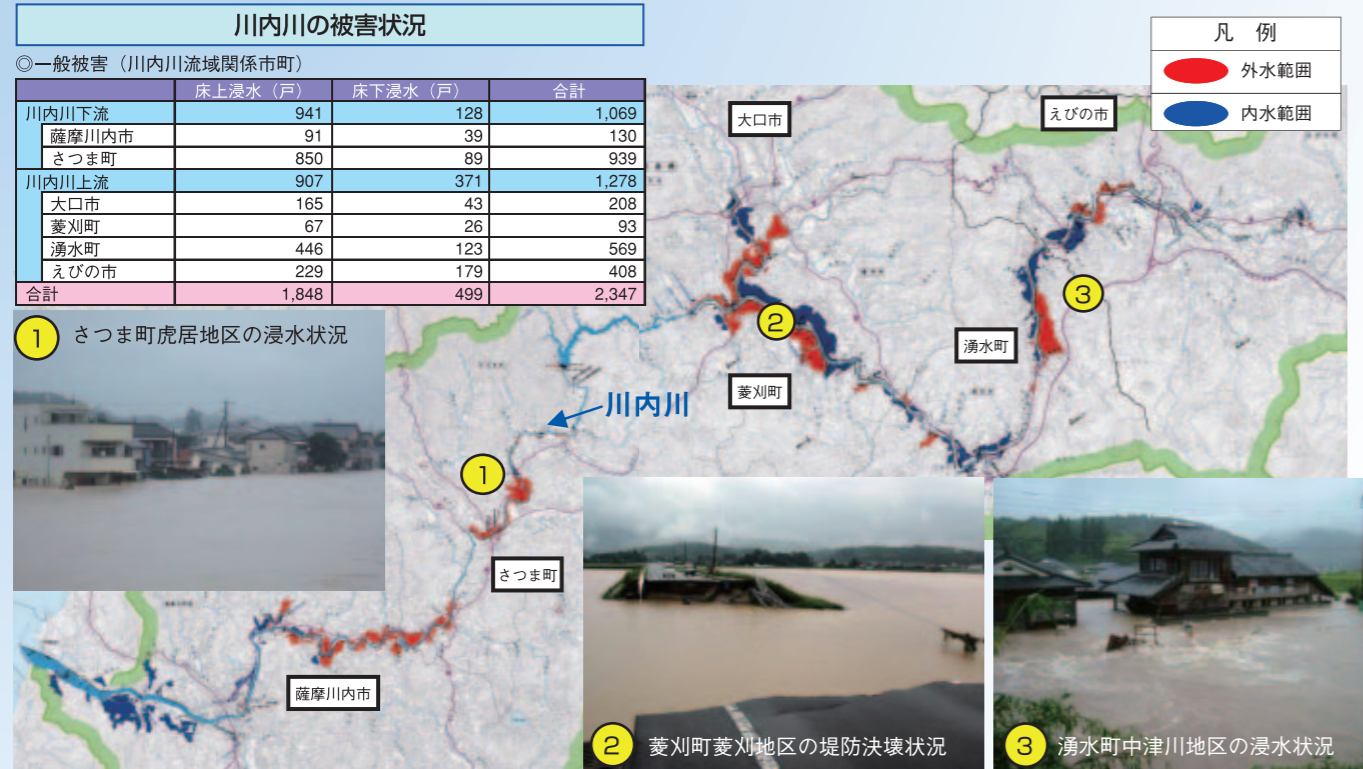 川内川の被害状況
◎一般被害（川内川流域関係市町）
床上浸水（戸） 床下浸水（戸） 合計
川内川下流 941 128 1,069
薩摩川内市 91 39 130
さつま町 850 89 939
川内川上流 907 371 1,278
大口市 165 43 208
菱刈町 67 26 93
湧水町 446 123 569
えびの市 229 179 408
合計 1,848 499 2,347
凡 例
外水範囲
内水範囲
大口市
えびの市
3
2
湧水町
菱刈町
川内川
1
さつま町
薩摩川内市
1 さつま町虎居地区の浸水状況
2 菱刈町菱刈地区の堤防決壊状況
3 湧水町中津川地区の浸水状況